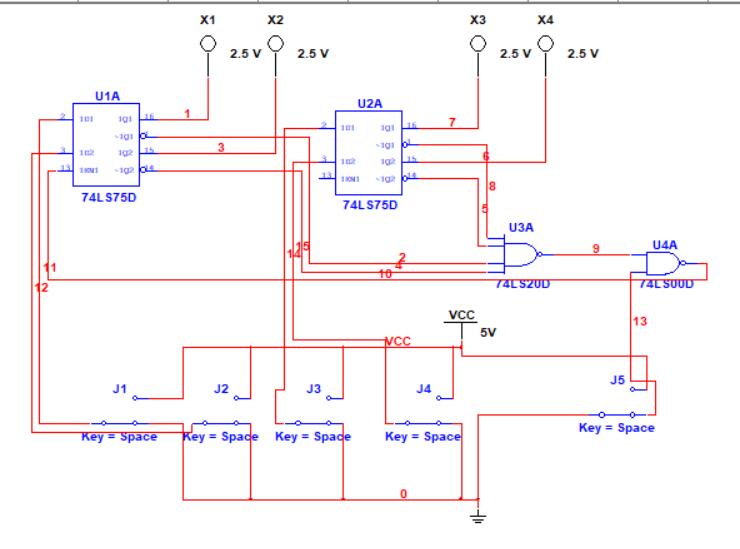 X1
X2
X3
X4
2.5 V
2.5 V
2.5 V
2.5 V
U1A
U2A
2
1D1
1Q1
16
1
~1Q1
1
3
1D2
1Q2
15
3
13
1EN1
~1Q2
14
74LS75D
2
1D1
1Q1
16
7
~1Q1
1
3
1D2
1Q2
15
6
13
1EN1
~1Q2
14
74LS75D
8
5
U3A
15
14
2
4
10
9
U4A
11
12
74LS20D
74LS00D
VCC
5V
13
VCC
J1
J2
J3
J4
J5
Key = Space
Key = Space
Key = Space
Key = Space
Key = Space
0